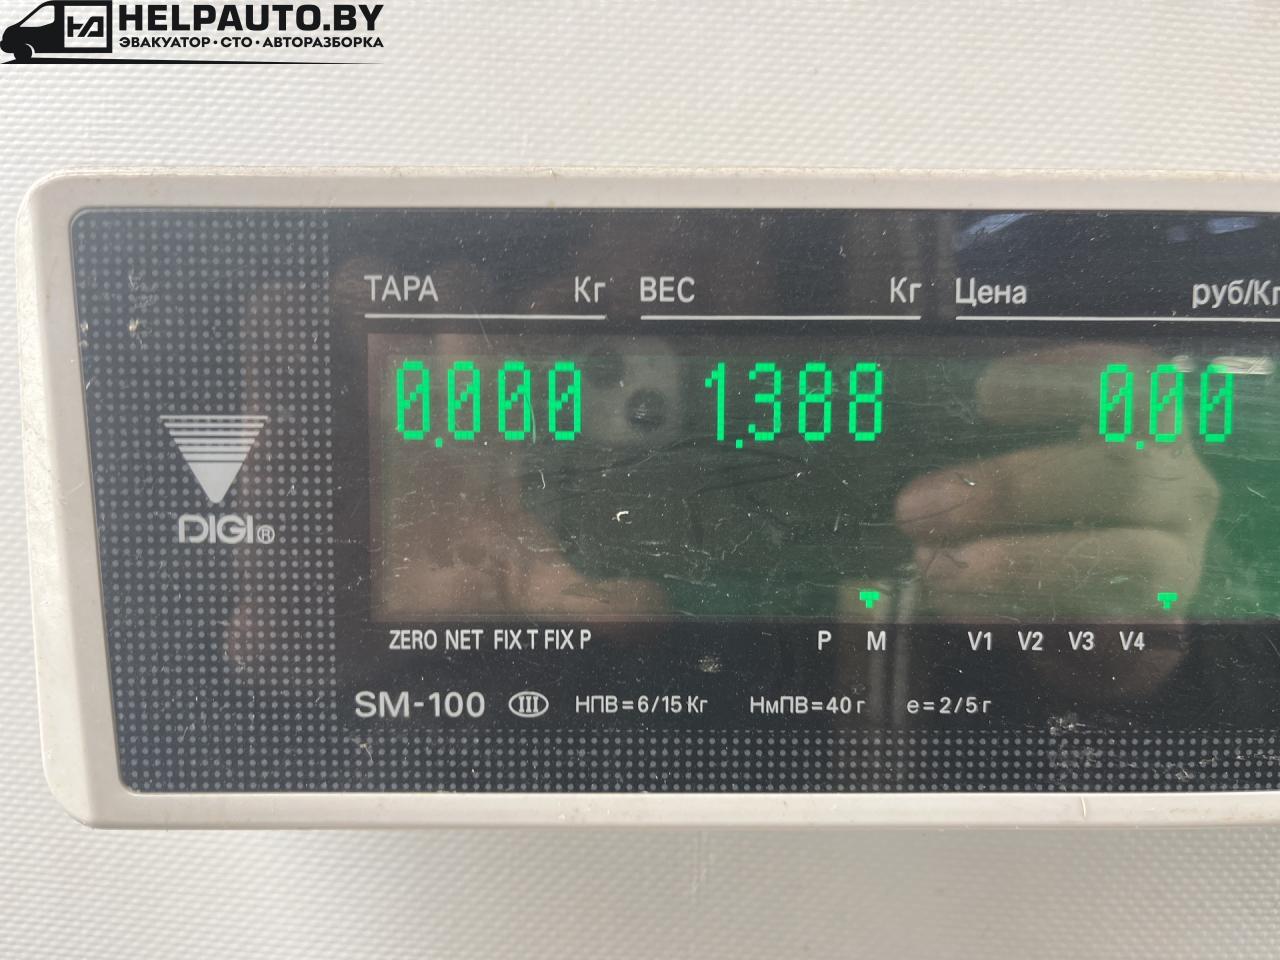 HELPAUTO.BY
ЭВАКУАТОР·СТО·АВТОРАЗБОРКА
ТАРА Кг ВЕС Кг Цена руб/Кг
0.000 1.388 0.00
DIGI®
ZERO NET FIX T FIX P P M V1 V2 V3 V4
SM-100 III НПВ=6/15 Кг НмПВ=40 г e=2/5 г